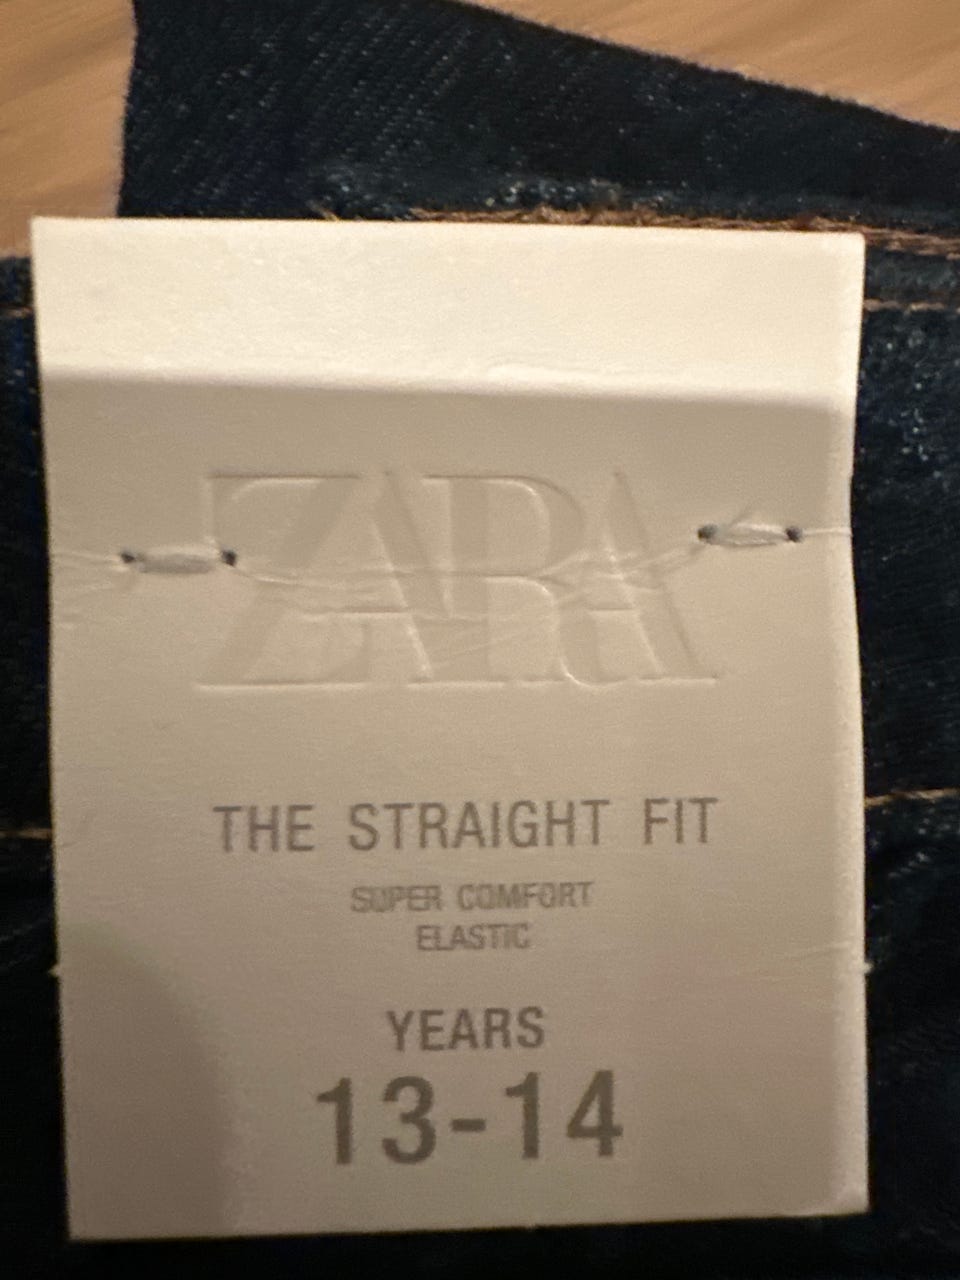 ZARA
THE STRAIGHT FIT
SUPER COMFORT
ELASTIC
YEARS
13-14